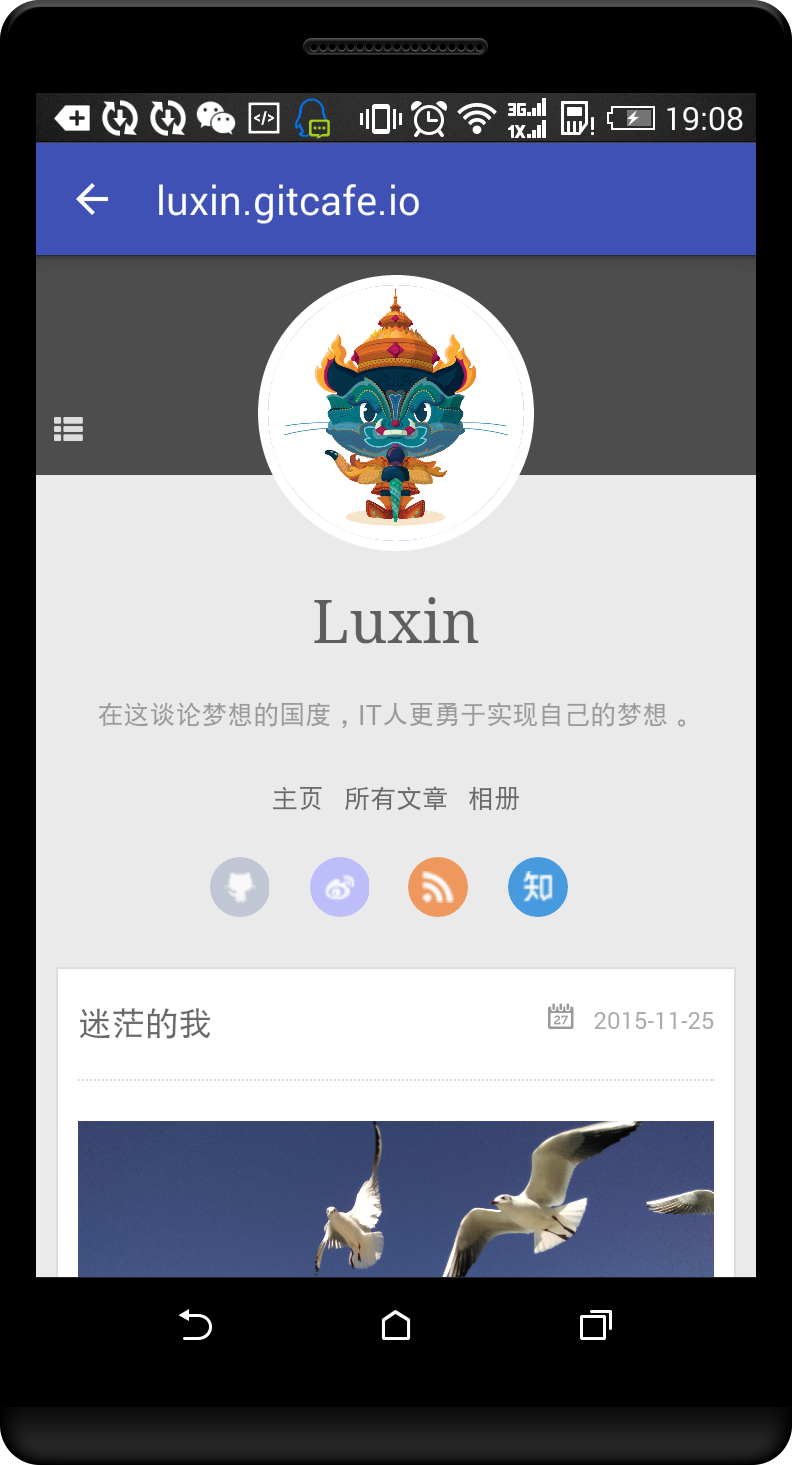 3G 1X 19:08
luxin.gitcafe.io
Luxin
在这谈论梦想的国度，IT人更勇于实现自己的梦想。
主页 所有文章 相册
知
迷茫的我 27 2015-11-25